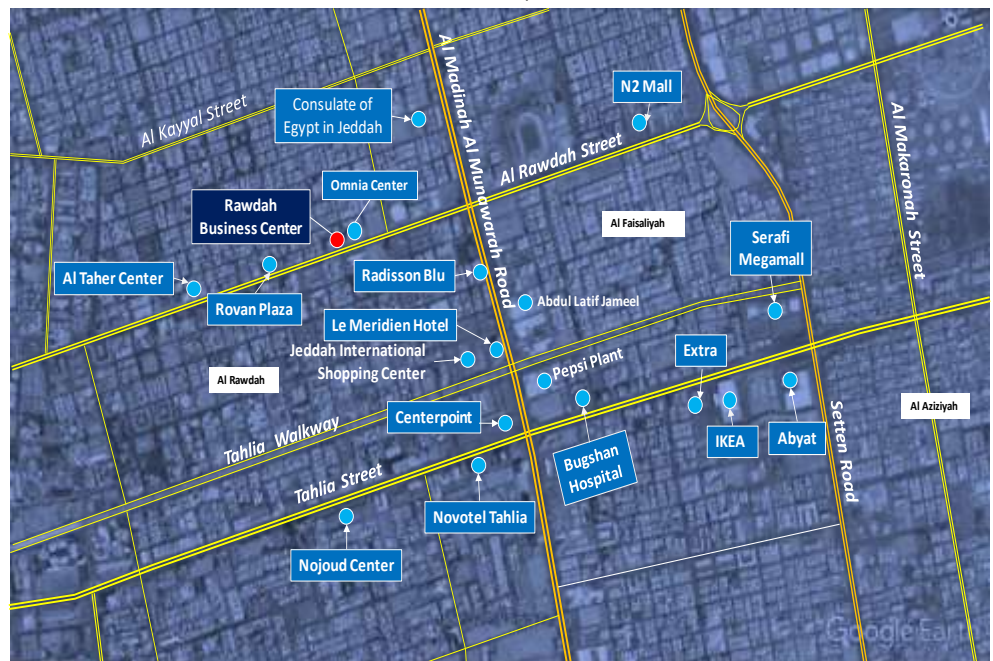 Al Madinah Al Munawarah Road
N2 Mall
Consulate of
Egypt in Jeddah
Al Kayyal Street
Al Makaronah Street
Al Rawdah Street
Omnia Center
Rawdah
Business Center
Al Faisaliyah
Serafi
Megamall
Al Taher Center
Radisson Blu
Rovan Plaza
Abdul Latif Jameel
Le Meridien Hotel
Jeddah International
Shopping Center
Extra
Pepsi Plant
Al Rawdah
Centerpoint
Al Aziziyah
IKEA
Abyat
Setten Road
Tahlia Walkway
Bugshan
Hospital
Tahlia Street
Novotel Tahlia
Nojoud Center
Google Earth